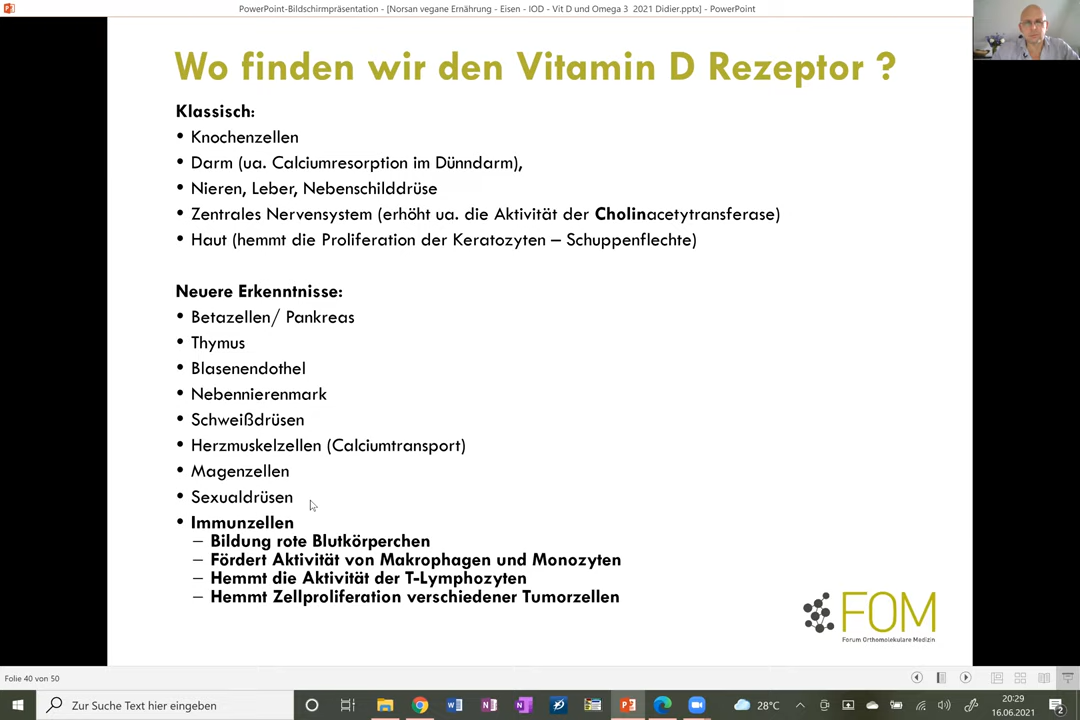 PowerPoint-Bildschirmpräsentation - [Norsan vegane Ernährung - Eisen - IOD - Vit D und Omega 3 2021 Didier.pptx] - PowerPoint
Wo finden wir den Vitamin D Rezeptor ?
Klassisch:
• Knochenzellen
• Darm (ua. Calciumresorption im Dünndarm),
• Nieren, Leber, Nebenschilddrüse
• Zentrales Nervensystem (erhöht ua. die Aktivität der Cholinacetytransferase)
• Haut (hemmt die Proliferation der Keratozyten – Schuppenflechte)
Neuere Erkenntnisse:
• Betazellen/ Pankreas
• Thymus
• Blasenendothel
• Nebennierenmark
• Schweißdrüsen
• Herzmuskelzellen (Calciumtransport)
• Magenzellen
• Sexualdrüsen
• Immunzellen
– Bildung rote Blutkörperchen
– Fördert Aktivität von Makrophagen und Monozyten
– Hemmt die Aktivität der T-Lymphozyten
– Hemmt Zellproliferation verschiedener Tumorzellen
FOM
Forum Orthomolekulare Medizin
Folie 40 von 50
Zur Suche Text hier eingeben
28°C
20:29
16.06.2021
2